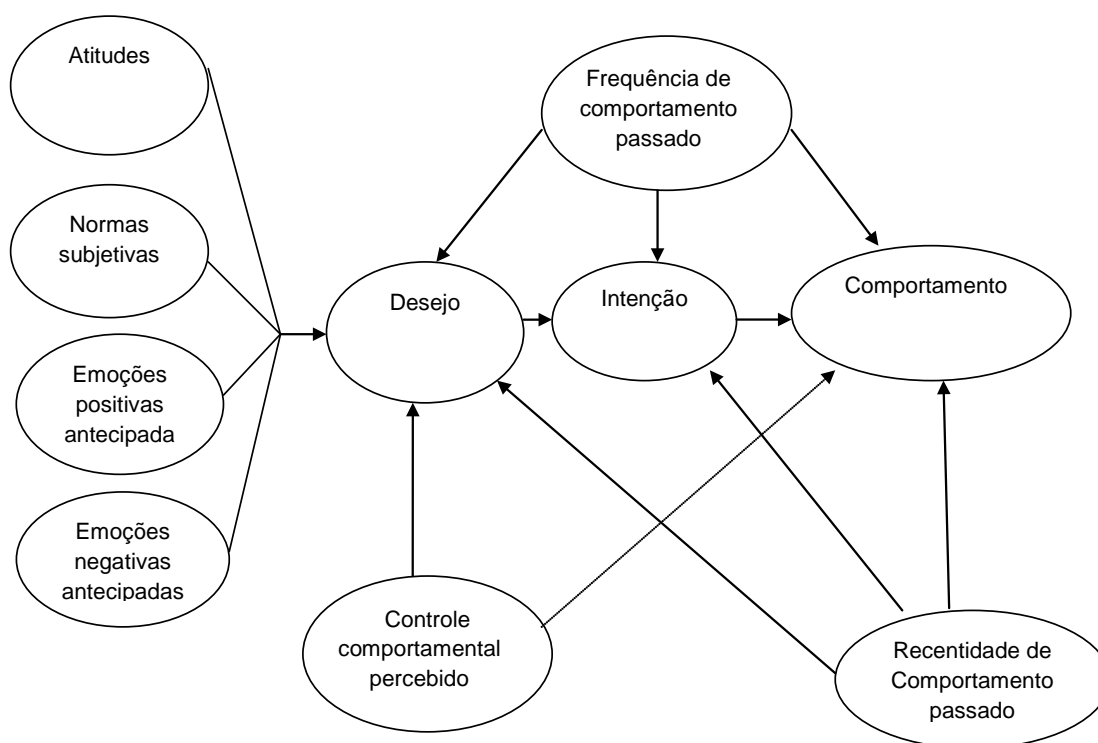 Atitudes
Frequência de
comportamento
passado
Normas
subjetivas
Desejo
Intenção
Comportamento
Emoções
positivas
antecipada
Emoções
negativas
antecipadas
Controle
comportamental
percebido
Recentidade de
Comportamento
passado